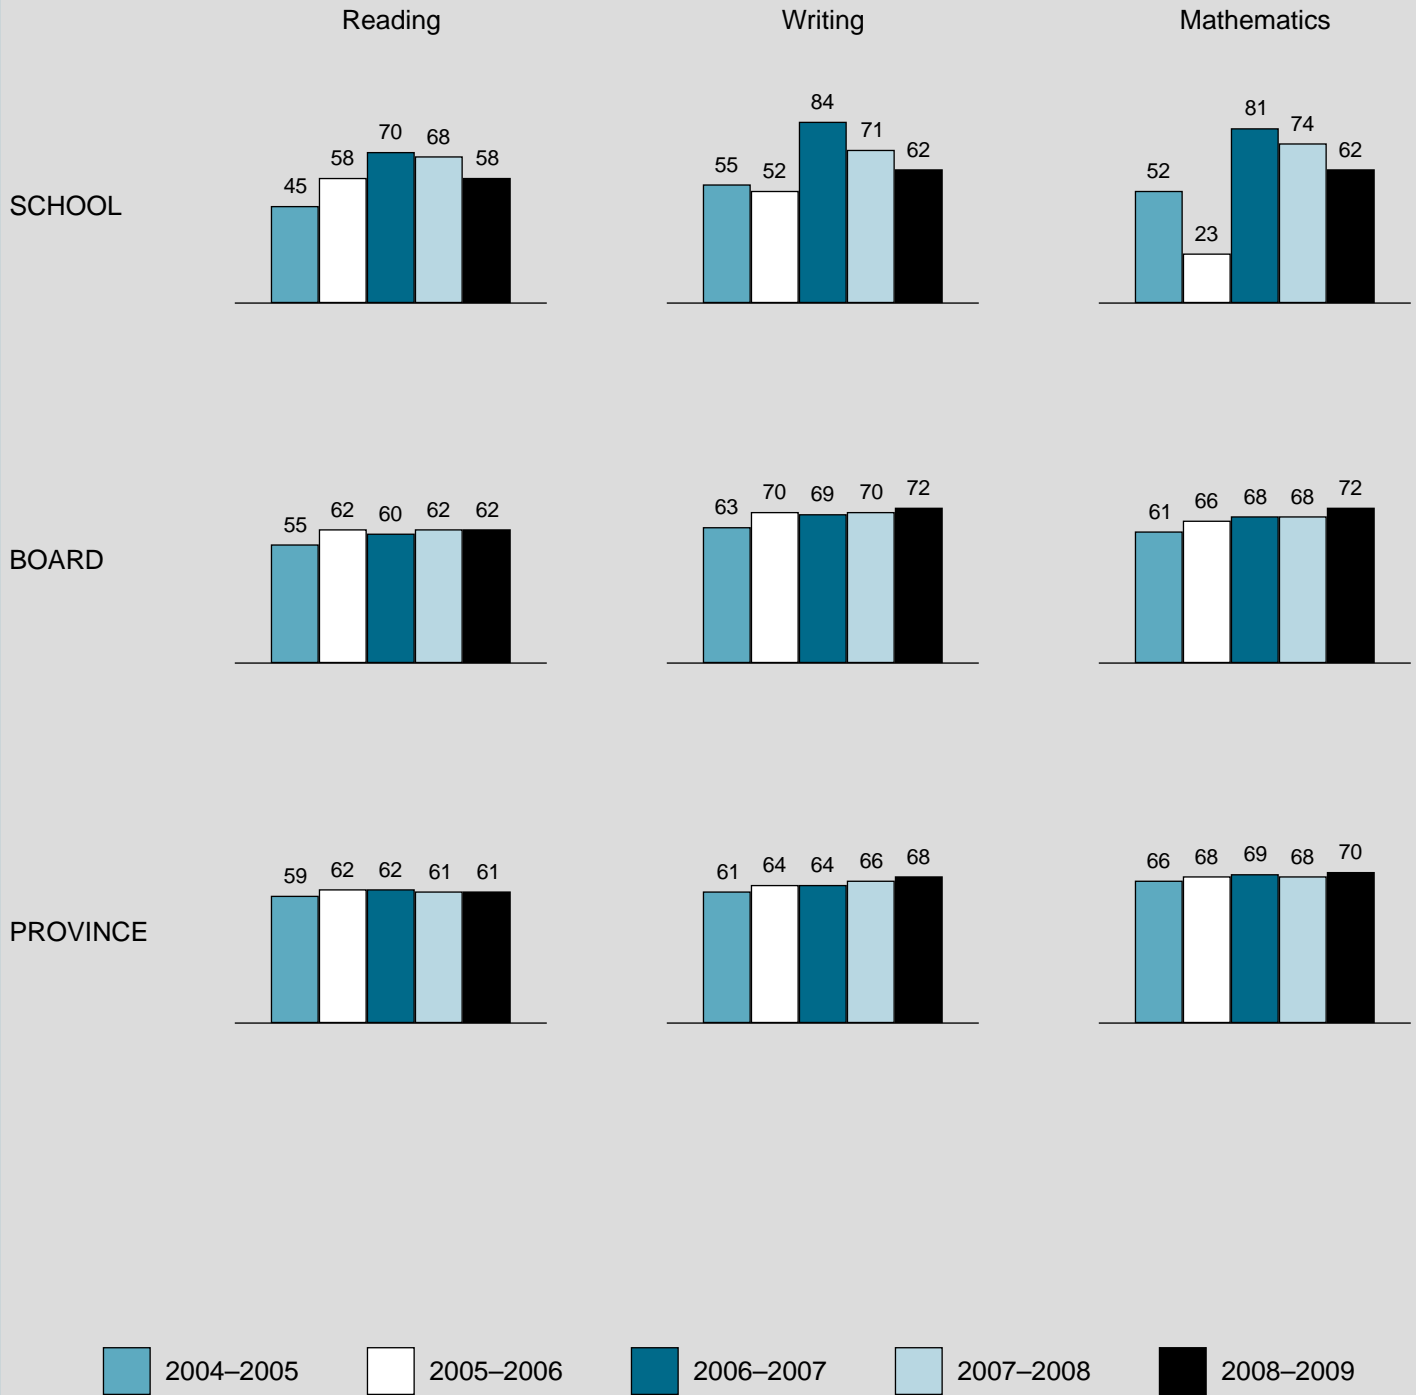 Reading Writing Mathematics
SCHOOL
45 58 70 68 58
55 52 84 71 62
52 23 81 74 62
BOARD
55 62 60 62 62
63 70 69 70 72
61 66 68 68 72
PROVINCE
59 62 62 61 61
61 64 64 66 68
66 68 69 68 70
2004–2005 2005–2006 2006–2007 2007–2008 2008–2009